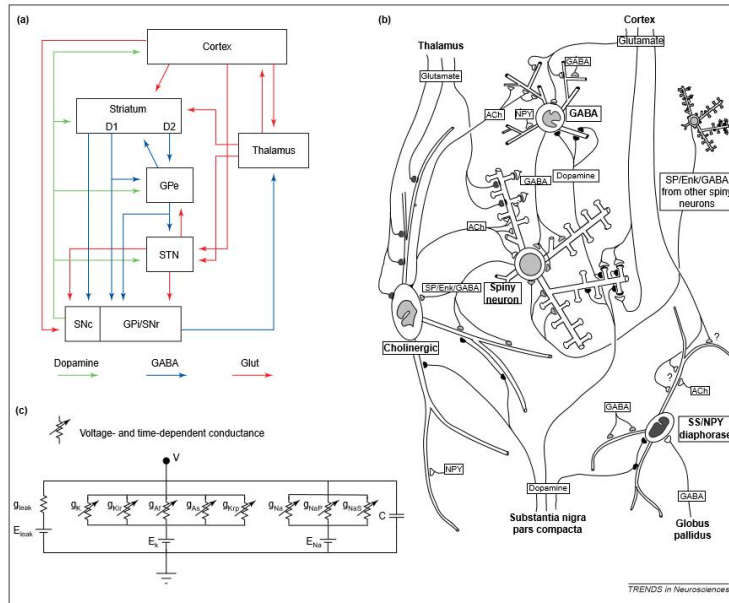 (a)
Cortex
Striatum
D1 D2
Thalamus
GPe
STN
SNc GPi/SNr
Dopamine GABA Glut
(b)
Cortex
Thalamus
Glutamate
Glutamate
GABA
ACh
NPY
GABA
Dopamine
GABA
SP/Enk/GABA
from other spiny
neurons
ACh
SP/Enk/GABA
Spiny
neuron
Cholinergic
?
?
ACh
GABA
SS/NPY
diaphorase
NPY
Dopamine
GABA
Substantia nigra
pars compacta
Globus
pallidus
(c)
Voltage- and time-dependent conductance
V
gleak gK gKir gAf gAs gKrp gNa gNaP gNaS C
Eleak Ek ENa
TRENDS in Neurosciences